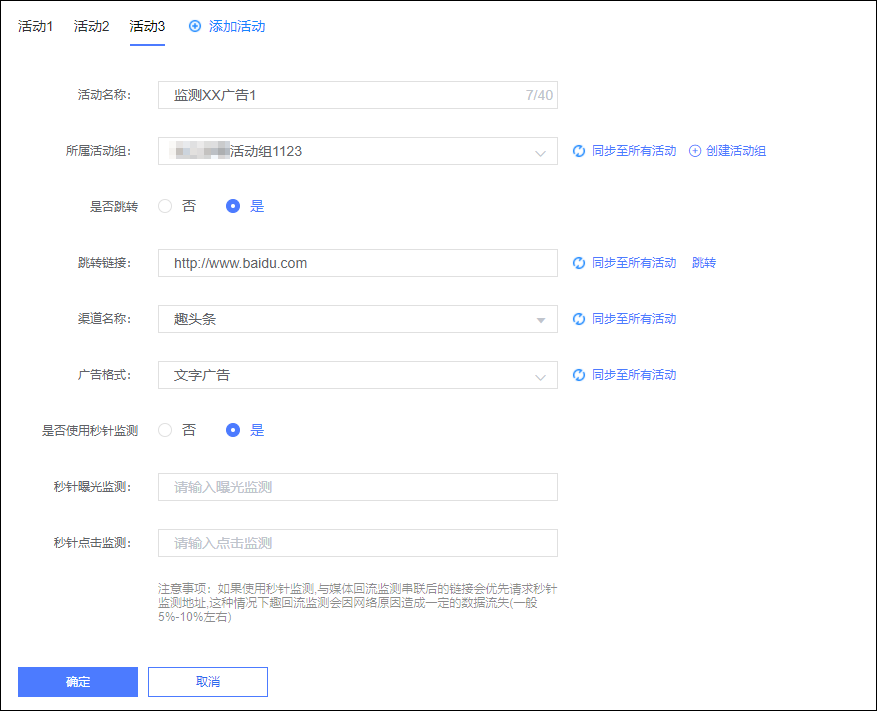 活动1 活动2 活动3 添加活动
活动名称： 监测XX广告1 7/40
所属活动组： 活动组1123 同步至所有活动 创建活动组
是否跳转 否 是
跳转链接： http://www.baidu.com 同步至所有活动 跳转
渠道名称： 趣头条 同步至所有活动
广告格式： 文字广告 同步至所有活动
是否使用秒针监测 否 是
秒针曝光监测： 请输入曝光监测
秒针点击监测： 请输入点击监测
注意事项：如果使用秒针监测,与媒体回流监测串联后的链接会优先请求秒针
监测地址,这种情况下趣回流监测会因网络原因造成一定的数据流失(一般
5%-10%左右)
确定 取消